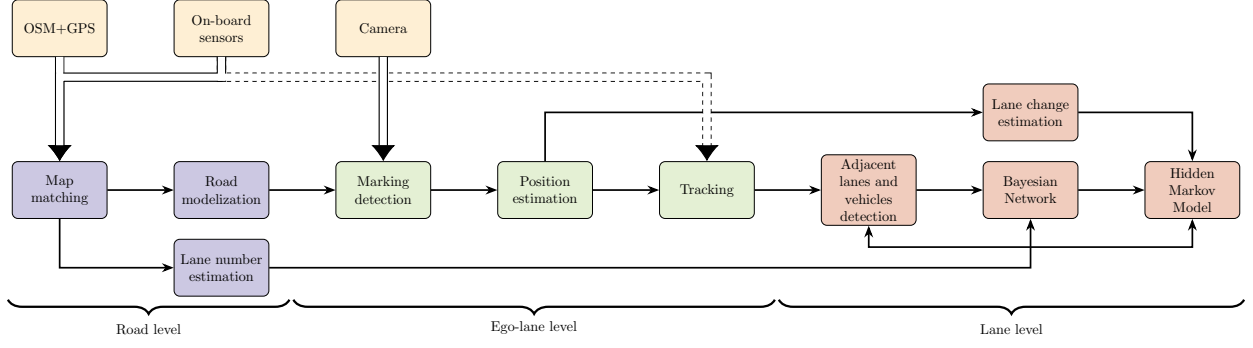 OSM+GPS
On-board
sensors
Camera
Lane change
estimation
Map
matching
Road
modelization
Marking
detection
Position
estimation
Tracking
Adjacent
lanes and
vehicles
detection
Bayesian
Network
Hidden
Markov
Model
Lane number
estimation
Road level
Ego-lane level
Lane level